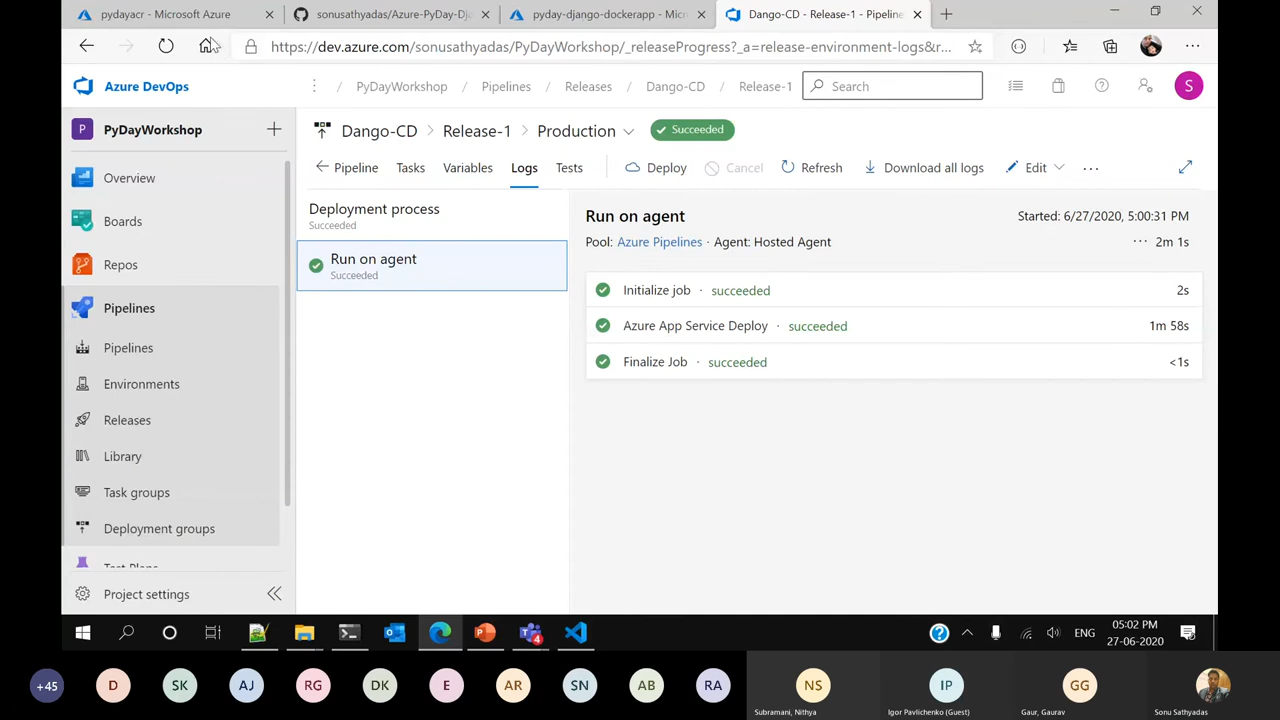 pydayacr - Microsoft Azure
sonusathyadas/Azure-PyDay-Dj
pyday-django-dockerapp - Micr
Dango-CD - Release-1 - Pipeline
https://dev.azure.com/sonusathyadas/PyDayWorkshop/_releaseProgress?_a=release-environment-logs&r...
Azure DevOps
/ PyDayWorkshop / Pipelines / Releases / Dango-CD / Release-1
Search
S
P PyDayWorkshop
Dango-CD > Release-1 > Production
Succeeded
Pipeline Tasks Variables Logs Tests Deploy Cancel Refresh Download all logs Edit ...
Overview
Boards
Repos
Pipelines
Pipelines
Environments
Releases
Library
Task groups
Deployment groups
Test Plans
Project settings
Deployment process
Succeeded
Run on agent
Succeeded
Run on agent
Started: 6/27/2020, 5:00:31 PM
Pool: Azure Pipelines · Agent: Hosted Agent
... 2m 1s
Initialize job · succeeded 2s
Azure App Service Deploy · succeeded 1m 58s
Finalize Job · succeeded <1s
4
ENG
05:02 PM
27-06-2020
+45 D SK AJ RG DK E AR SN AB RA NS IP GG
Subramani, Nithya
Igor Pavlichenko (Guest)
Gaur, Gaurav
Sonu Sathyadas